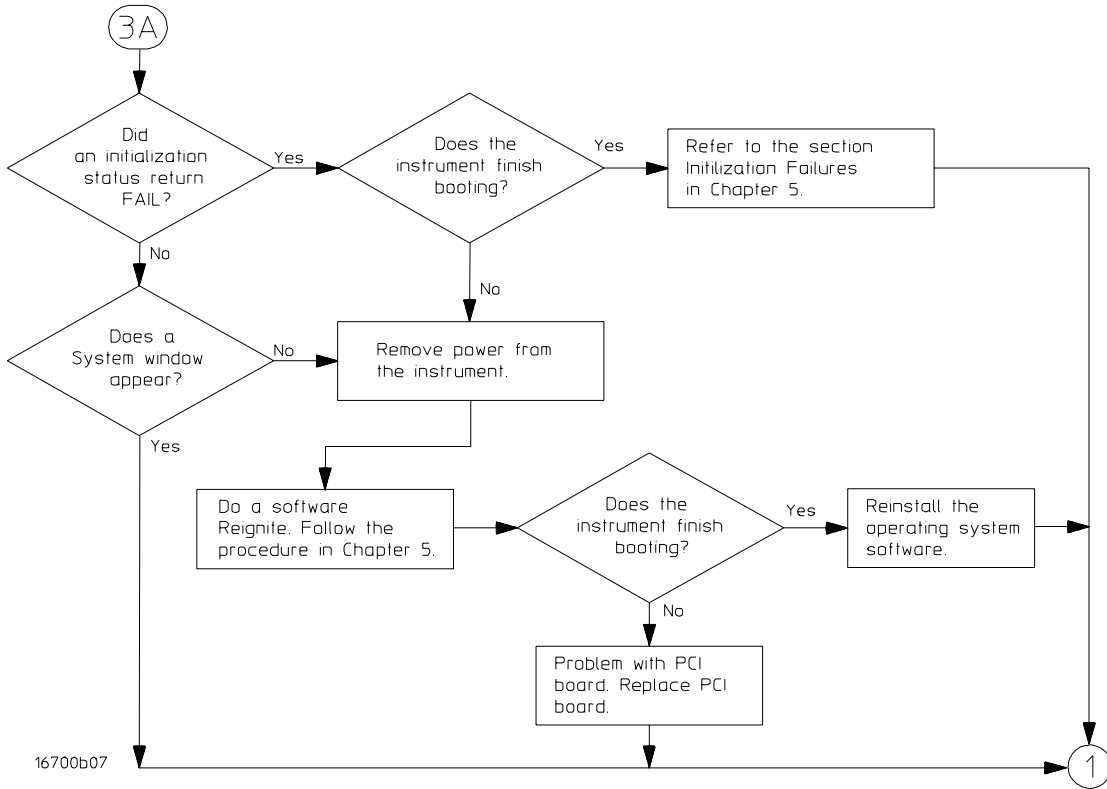 3A
Did
an initialization
status return
FAIL?
Yes
Does the
instrument finish
booting?
Yes
Refer to the section
Initilization Failures
in Chapter 5.
No
No
Does a
System window
appear?
No
Remove power from
the instrument.
Yes
Do a software
Reignite. Follow the
procedure in Chapter 5.
Does the
instrument finish
booting?
Yes
Reinstall the
operating system
software.
No
Problem with PCI
board. Replace PCI
board.
16700b07
1